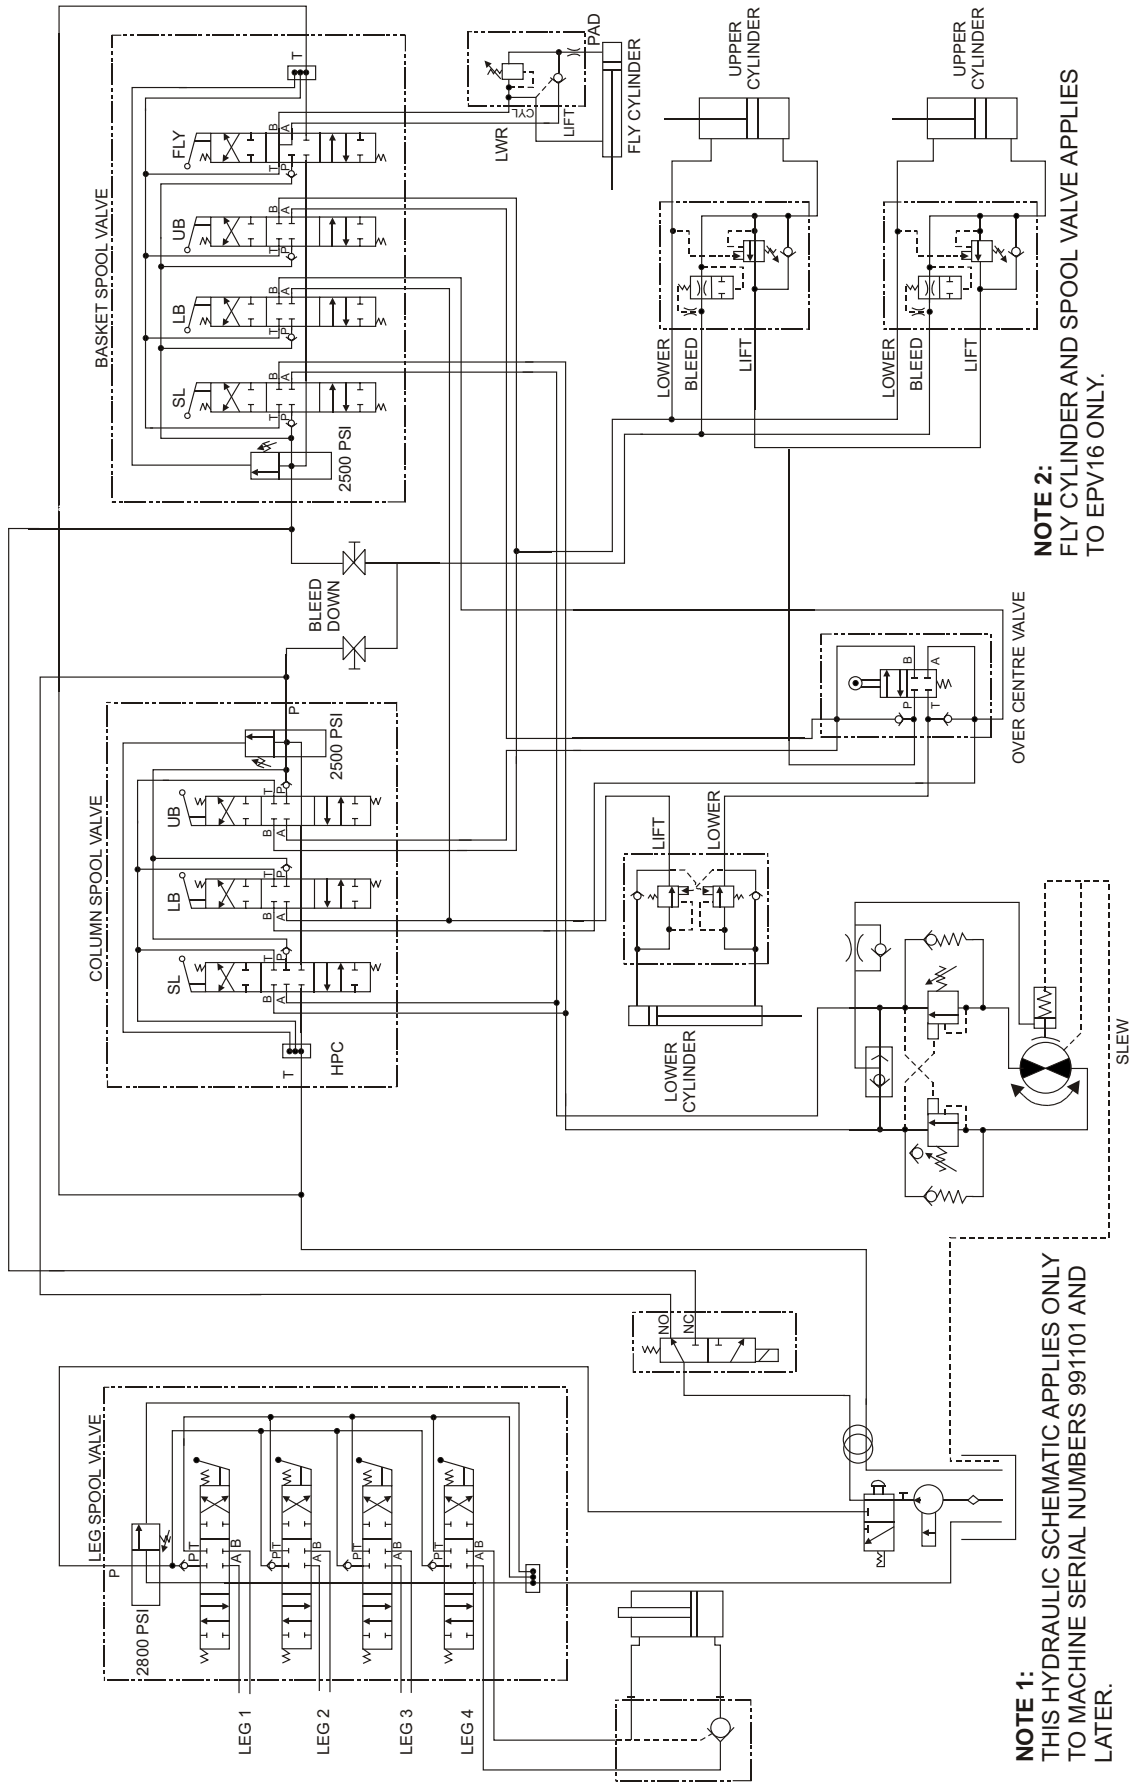 BASKET SPOOL VALVE
FLY
UB
LB
SL
T
B
A
T
P
B
A
T
P
B
A
T
P
B
A
T
P
2500 PSI
LWR
CYL
LIFT
PAD
FLY CYLINDER
UPPER
CYLINDER
UPPER
CYLINDER
LOWER
BLEED
LIFT
LOWER
BLEED
LIFT
NOTE 2:
FLY CYLINDER AND SPOOL VALVE APPLIES
TO EPV16 ONLY.
BLEED
DOWN
COLUMN SPOOL VALVE
UB
LB
SL
P
2500 PSI
T
P
B
A
T
P
B
A
T
P
B
A
T
HPC
LIFT
LOWER
LOWER
CYLINDER
OVER CENTRE VALVE
P
B
T
A
SLEW
NO
NC
LEG SPOOL VALVE
P
2800 PSI
P T
A B
P T
A B
P T
A B
P T
A B
LEG 1
LEG 2
LEG 3
LEG 4
NOTE 1:
THIS HYDRAULIC SCHEMATIC APPLIES ONLY
TO MACHINE SERIAL NUMBERS 991101 AND
LATER.